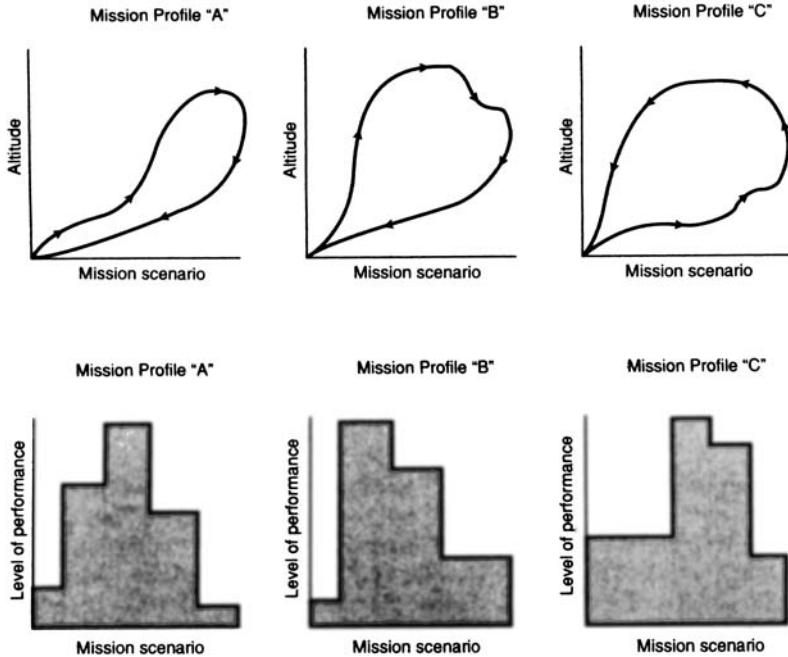 Mission Profile “A”
Mission Profile “B”
Mission Profile “C”
Altitude
Altitude
Altitude
Mission scenario
Mission scenario
Mission scenario
Mission Profile “A”
Mission Profile “B”
Mission Profile “C”
Level of performance
Level of performance
Level of performance
Mission scenario
Mission scenario
Mission scenario